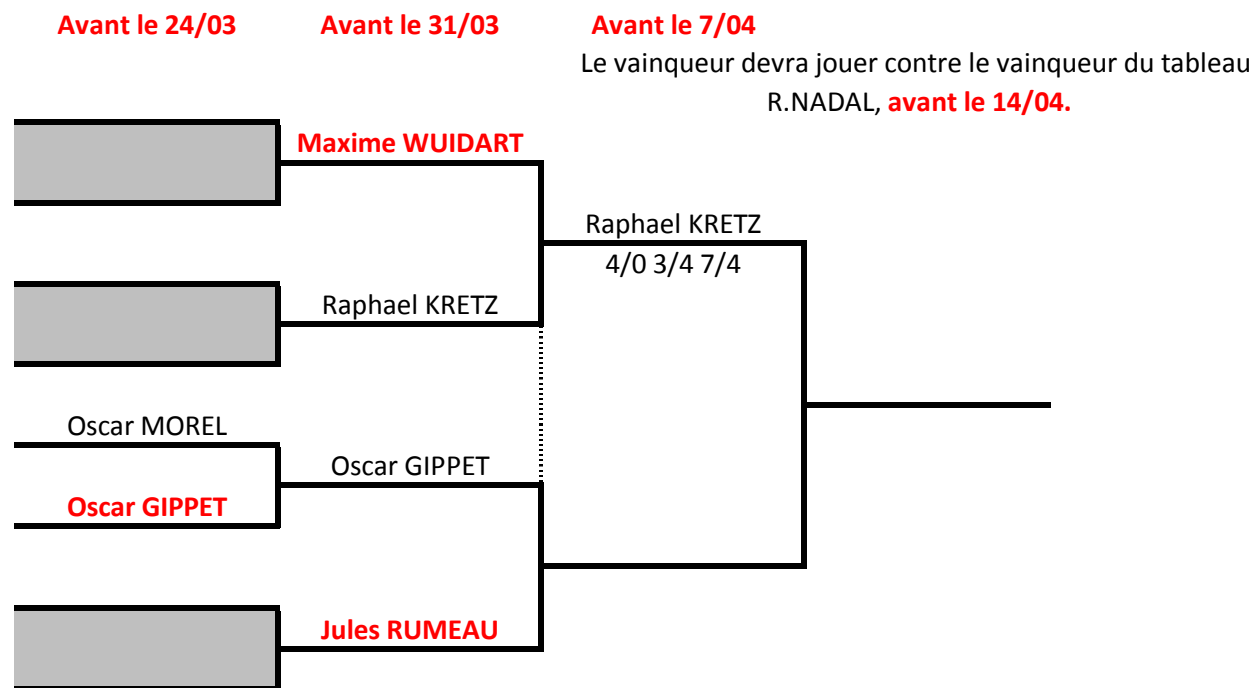 Avant le 24/03
Avant le 31/03
Avant le 7/04
Le vainqueur devra jouer contre le vainqueur du tableau
R.NADAL, avant le 14/04.
Maxime WUIDART
Raphael KRETZ
4/0 3/4 7/4
Raphael KRETZ
Oscar MOREL
Oscar GIPPET
Oscar GIPPET
Jules RUMEAU